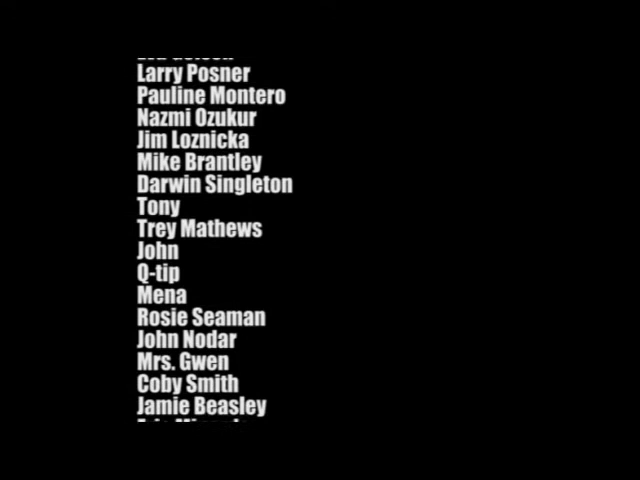 Larry Posner
Pauline Montero
Nazmi Ozukur
Jim Loznicka
Mike Brantley
Darwin Singleton
Tony
Trey Mathews
John
Q-tip
Mena
Rosie Seaman
John Nodar
Mrs. Gwen
Coby Smith
Jamie Beasley